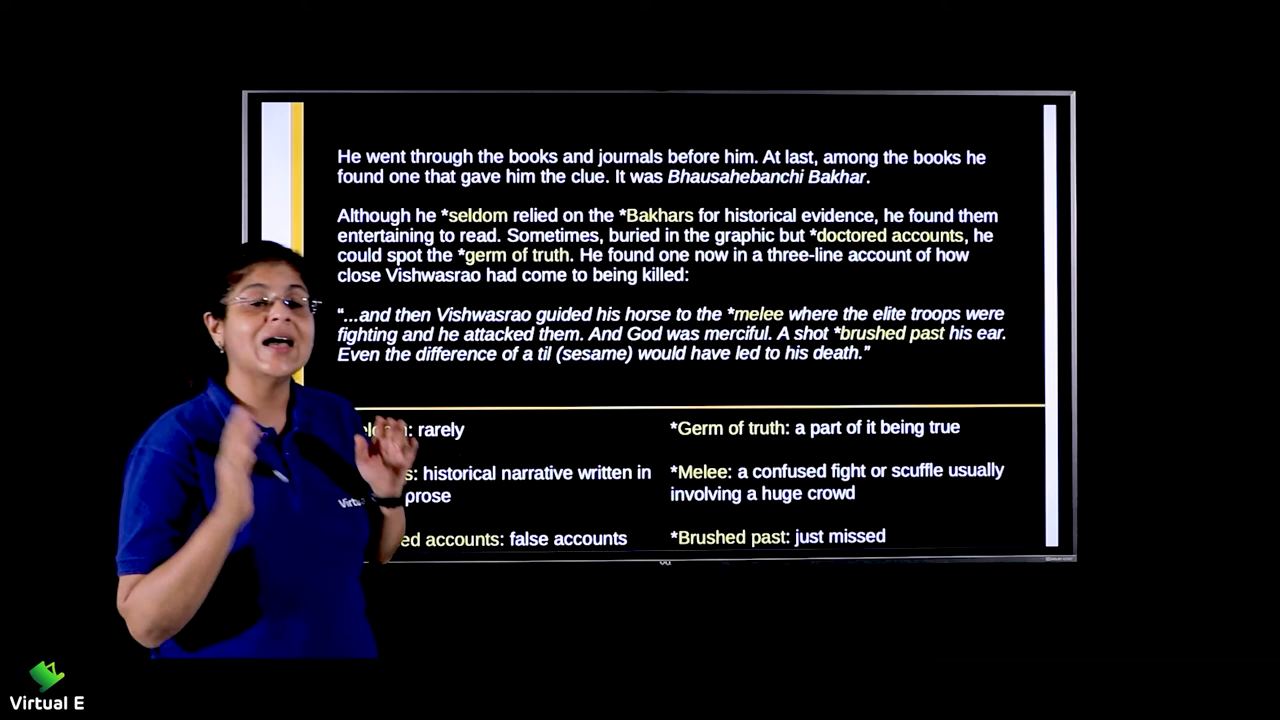 He went through the books and journals before him. At last, among the books he
found one that gave him the clue. It was Bhausahebanchi Bakhar.
Although he *seldom relied on the *Bakhars for historical evidence, he found them
entertaining to read. Sometimes, buried in the graphic but *doctored accounts, he
could spot the *germ of truth. He found one now in a three-line account of how
close Vishwasrao had come to being killed:
“...and then Vishwasrao guided his horse to the *melee where the elite troops were
fighting and he attacked them. And God was merciful. A shot *brushed past his ear.
Even the difference of a til (sesame) would have led to his death.”
: rarely
: historical narrative written in
prose
accounts: false accounts
*Germ of truth: a part of it being true
*Melee: a confused fight or scuffle usually
involving a huge crowd
*Brushed past: just missed
Virtual E